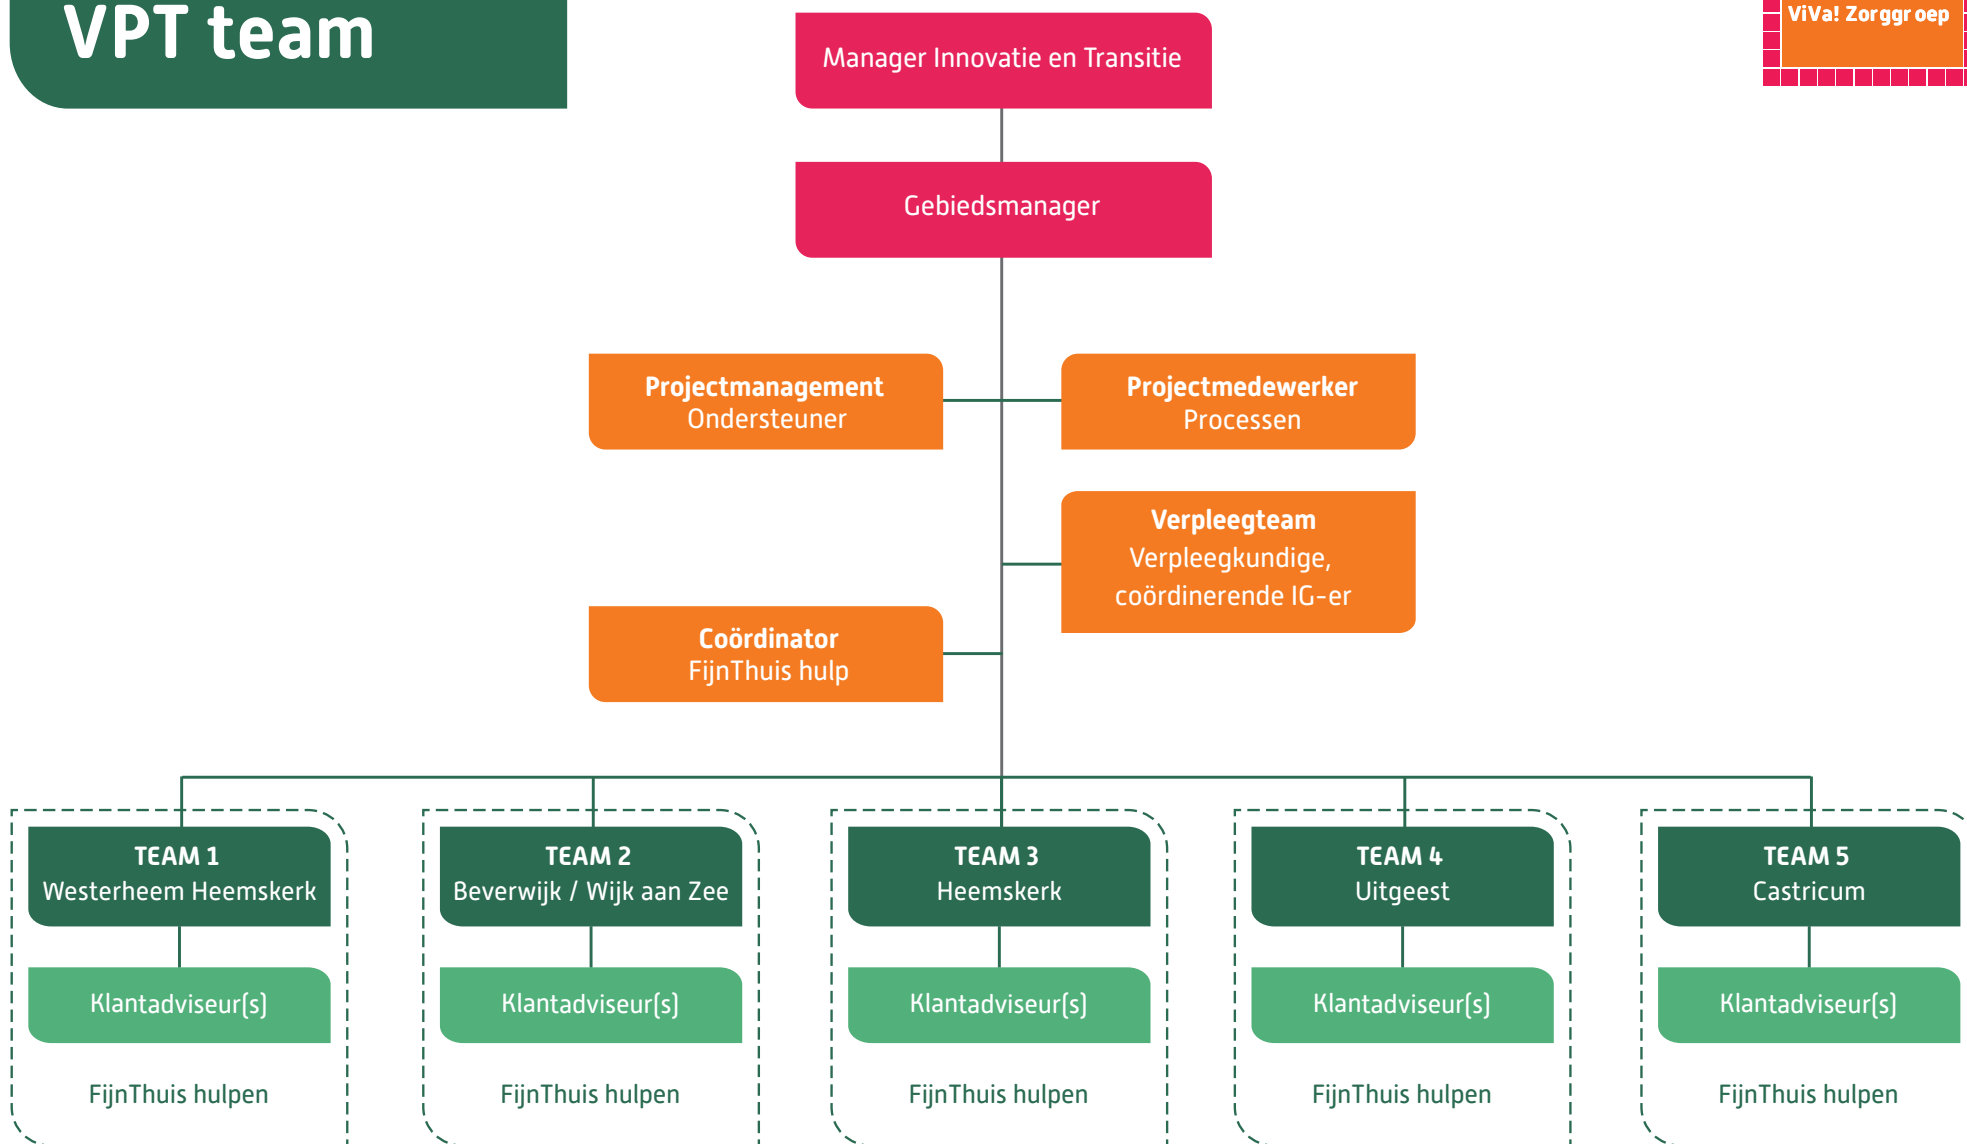 VPT team
ViVa! Zorggroep
Manager Innovatie en Transitie
Gebiedsmanager
Projectmanagement
Ondersteuner
Projectmedewerker
Processen
Verpleegteam
Verpleegkundige,
coördinerende IG-er
Coördinator
FijnThuis hulp
TEAM 1
Westerheem Heemskerk
TEAM 2
Beverwijk / Wijk aan Zee
TEAM 3
Heemskerk
TEAM 4
Uitgeest
TEAM 5
Castricum
Klantadviseur(s)
Klantadviseur(s)
Klantadviseur(s)
Klantadviseur(s)
Klantadviseur(s)
FijnThuis hulpen
FijnThuis hulpen
FijnThuis hulpen
FijnThuis hulpen
FijnThuis hulpen